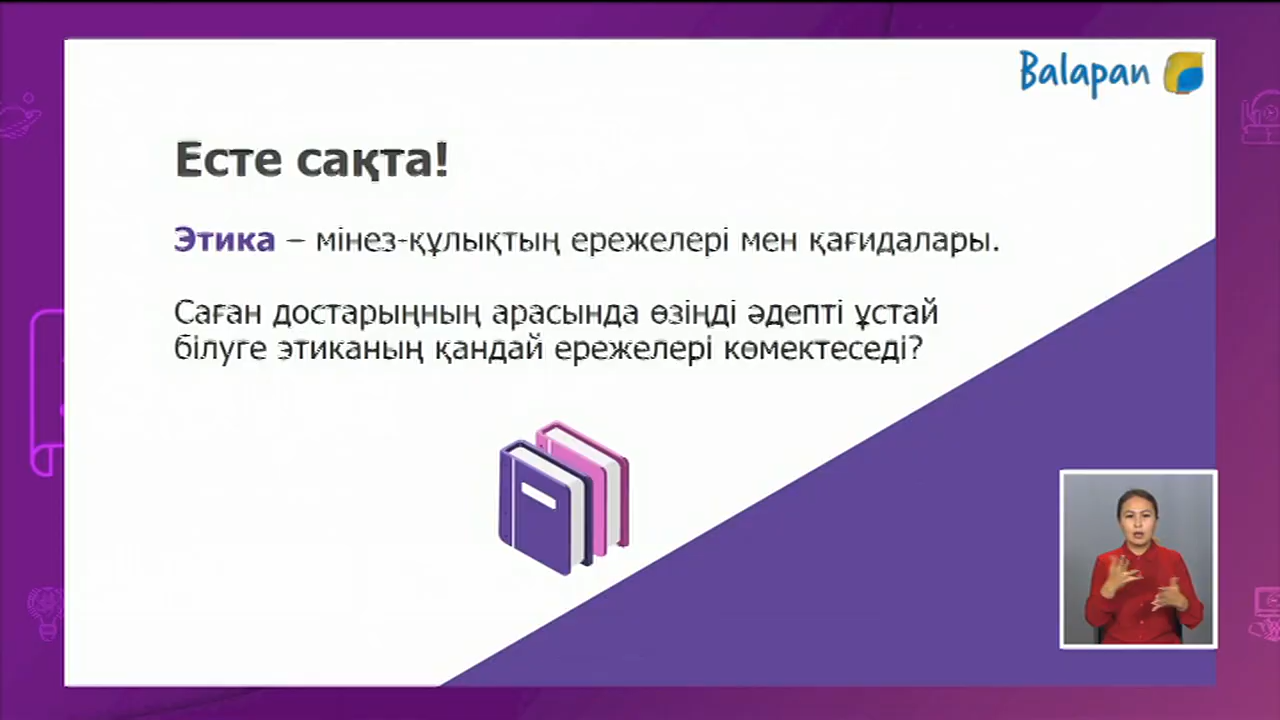 Balapan
Есте сақта!
Этика – мінез-құлықтың ережелері мен қағидалары.
Саған достарыңның арасында өзіңді әдепті ұстай
білуге этиканың қандай ережелері көмектеседі?